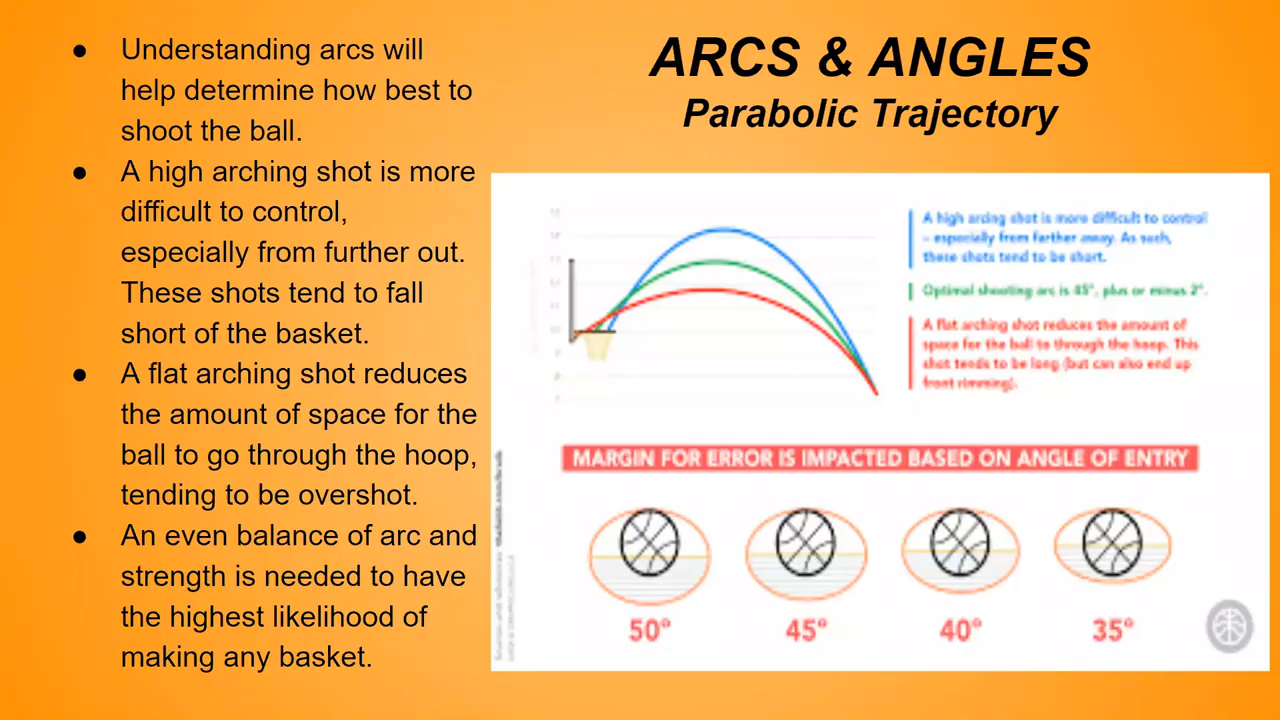 ARCS & ANGLES
Parabolic Trajectory
● Understanding arcs will
help determine how best to
shoot the ball.
● A high arching shot is more
difficult to control,
especially from further out.
These shots tend to fall
short of the basket.
● A flat arching shot reduces
the amount of space for the
ball to go through the hoop,
tending to be overshot.
● An even balance of arc and
strength is needed to have
the highest likelihood of
making any basket.
A high arcing shot is more difficult to control
– especially from farther away. As such,
these shots tend to be short.
Optimal shooting arc is 45°, plus or minus 2°.
A flat arching shot reduces the amount of
space for the ball to through the hoop. This
shot tends to be long (but can also end up
front rimming).
MARGIN FOR ERROR IS IMPACTED BASED ON ANGLE OF ENTRY
50° 45° 40° 35°